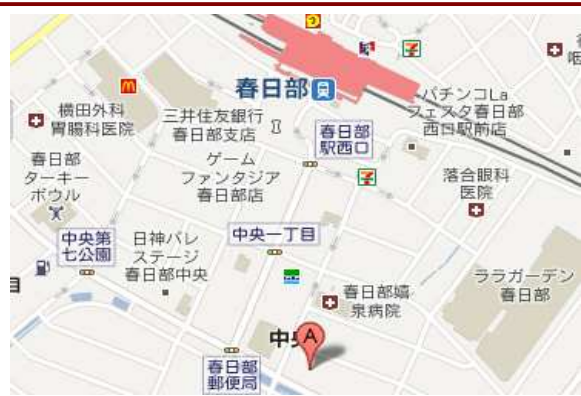 春日部
パチンコLa
フェスタ春日部
西口駅前店
横田外科
胃腸科医院
三井住友銀行
春日部支店
春日部
駅西口
春日部
ターキー
ボウル
ゲーム
ファンタジア
春日部店
落合眼科
医院
中央第
七公園
日神パレ
ステージ
春日部中央
中央一丁目
ララガーデン
春日部
目
春日部嬉
泉病院
中央
A
春日部
郵便局